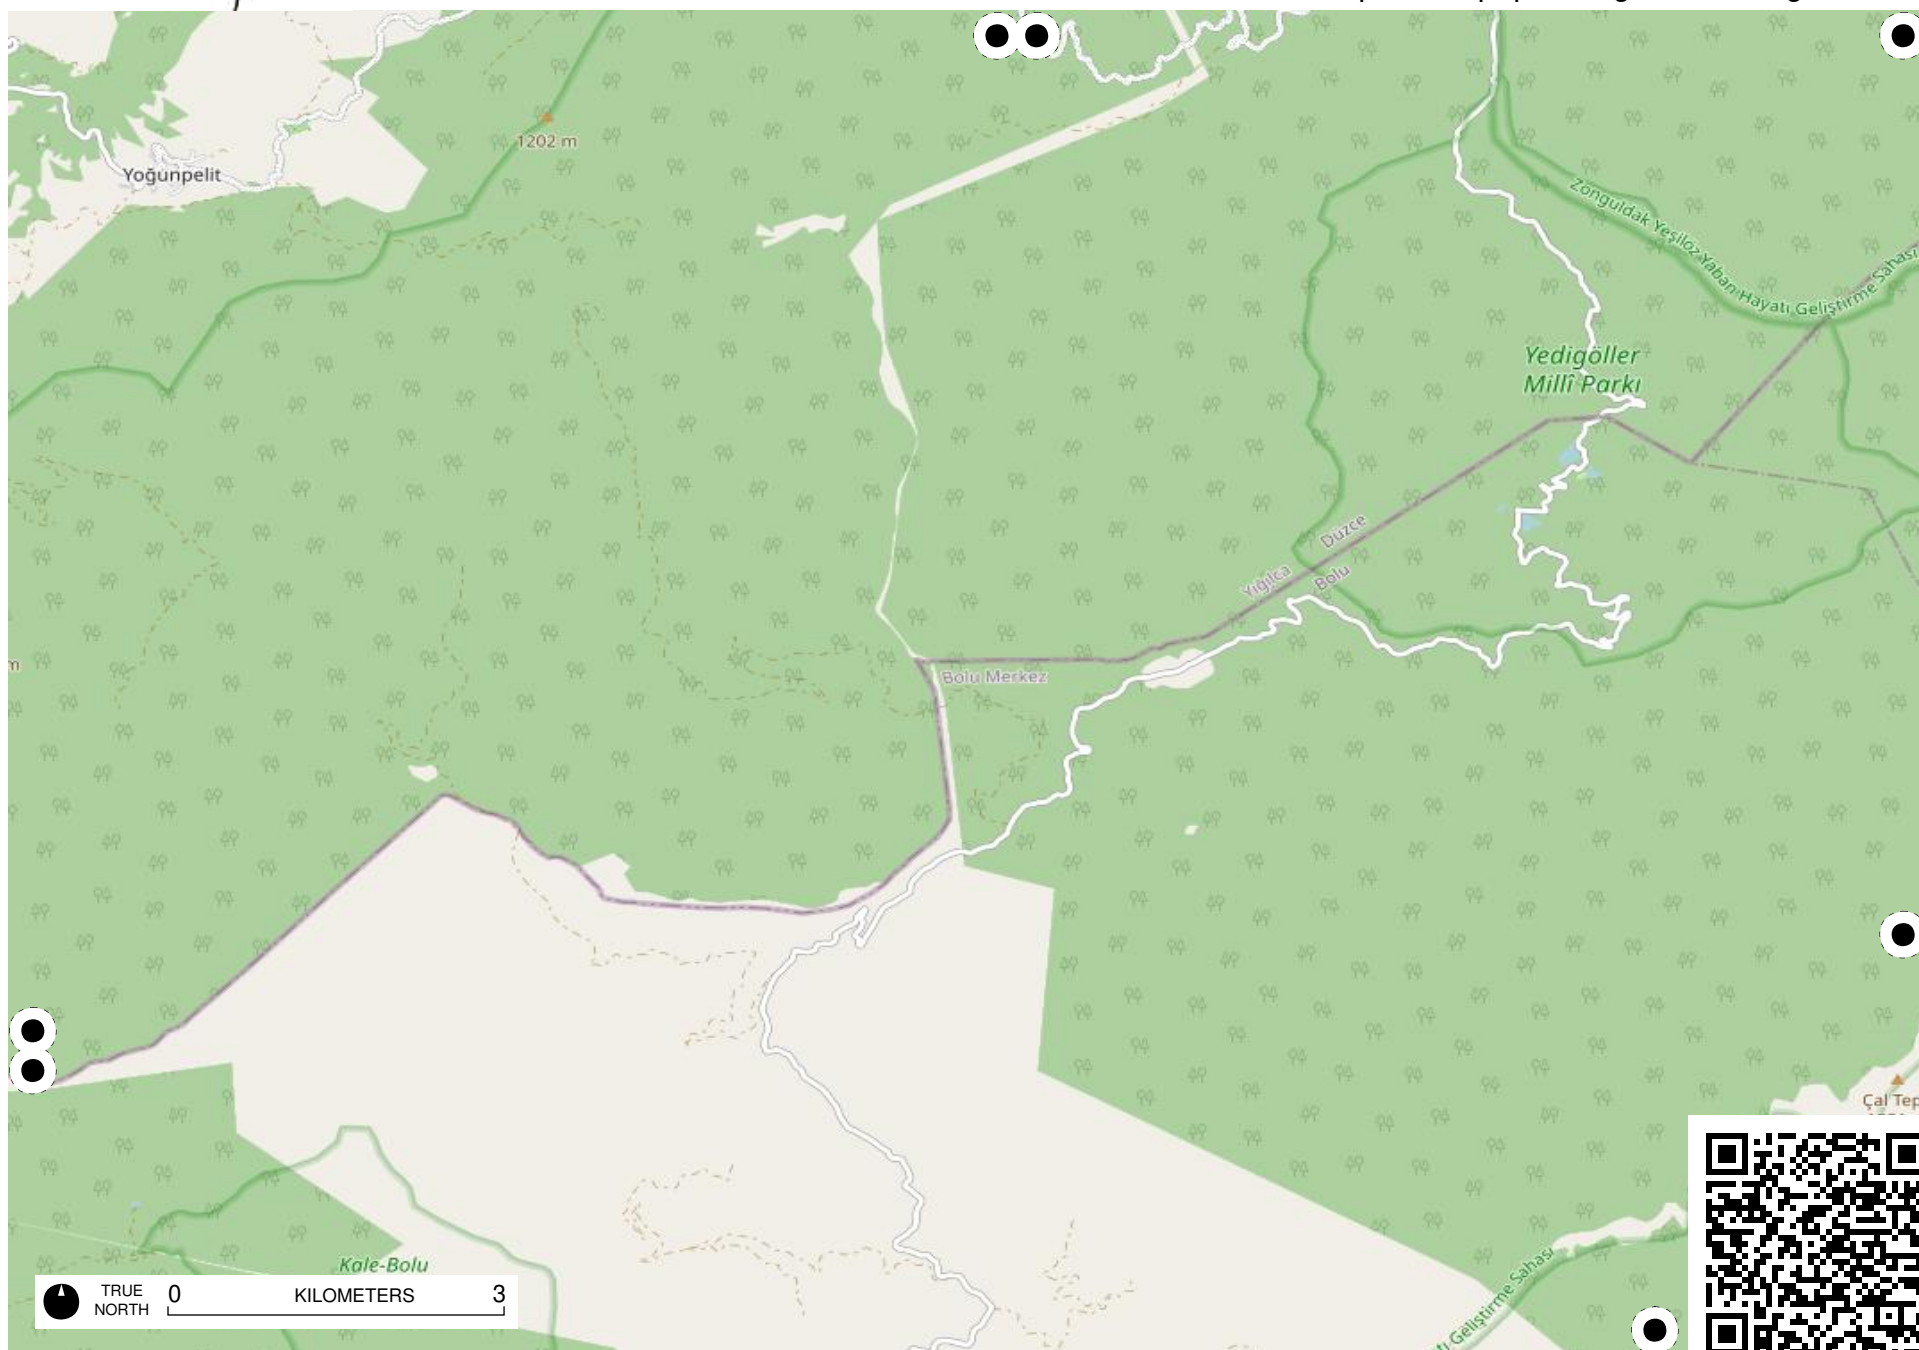 1202 m
Yoğunpelit
Zonguldak Yeşilöz Yaban Hayatı Geliştirme Sahası
Yedigöller
Millî Parkı
Düzce
Yığılca
Bolu
m
Bolu Merkez
Çal Tep
Kale-Bolu
TRUE
NORTH
0 KILOMETERS 3
Geliştirme Sahası